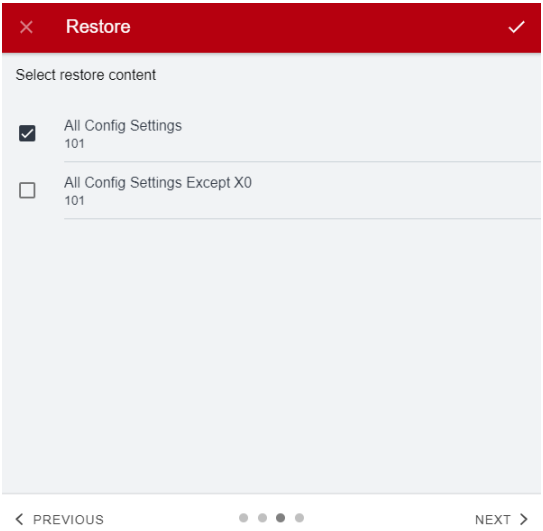 Restore
Select restore content
All Config Settings
101
All Config Settings Except X0
101
PREVIOUS
NEXT